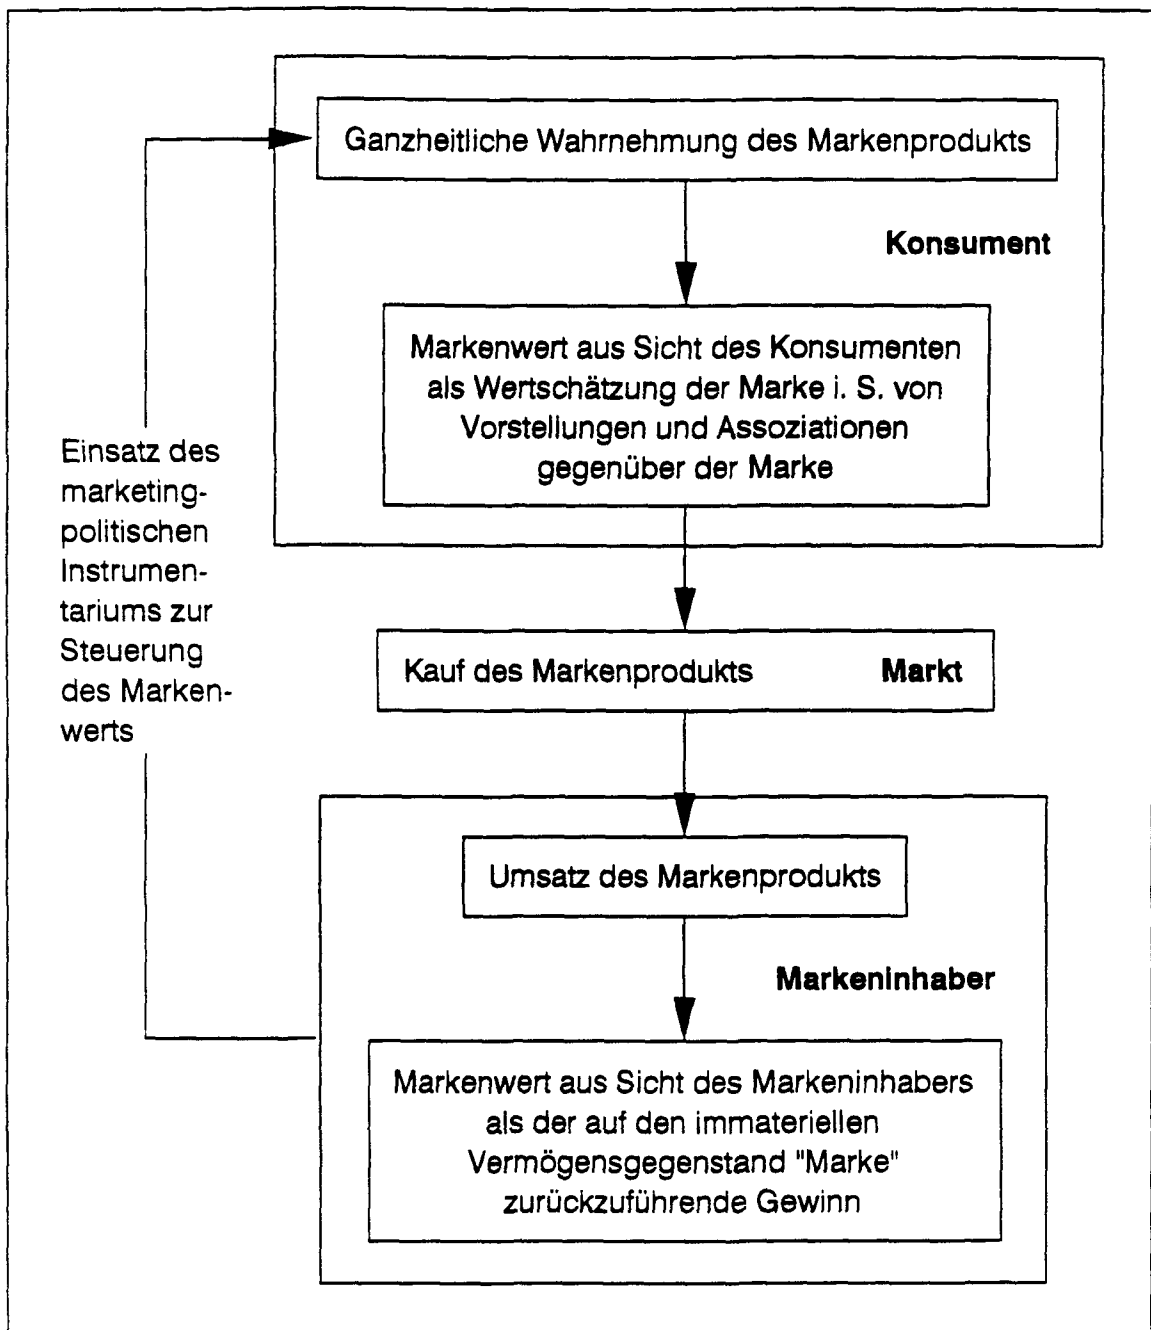 Ganzheitliche Wahrnehmung des Markenprodukts
Konsument
Markenwert aus Sicht des Konsumenten
als Wertschätzung der Marke i. S. von
Vorstellungen und Assoziationen
gegenüber der Marke
Einsatz des
marketing-
politischen
Instrumen-
tariums zur
Steuerung
des Marken-
werts
Kauf des Markenprodukts Markt
Umsatz des Markenprodukts
Markeninhaber
Markenwert aus Sicht des Markeninhabers
als der auf den immateriellen
Vermögensgegenstand "Marke"
zurückzuführende Gewinn